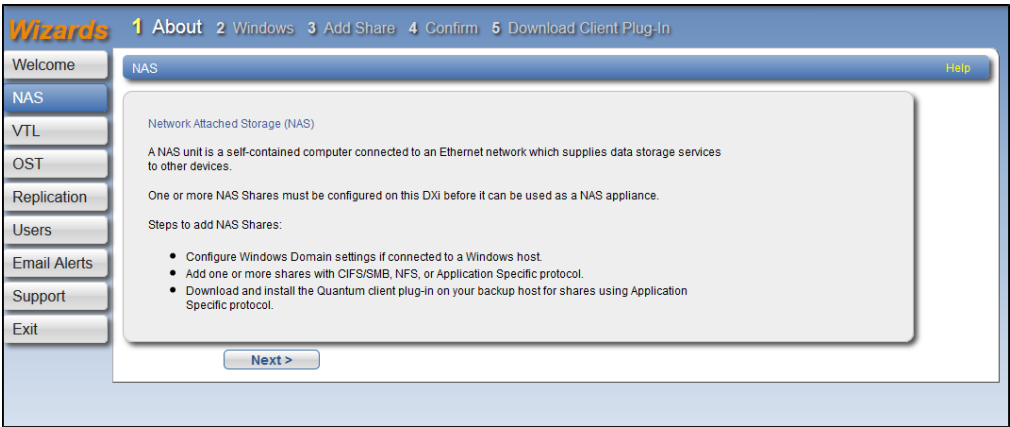 Wizards
1 About 2 Windows 3 Add Share 4 Confirm 5 Download Client Plug-In
Welcome
NAS
VTL
OST
Replication
Users
Email Alerts
Support
Exit
NAS
Help
Network Attached Storage (NAS)
A NAS unit is a self-contained computer connected to an Ethernet network which supplies data storage services
to other devices.
One or more NAS Shares must be configured on this DXi before it can be used as a NAS appliance.
Steps to add NAS Shares:
• Configure Windows Domain settings if connected to a Windows host.
• Add one or more shares with CIFS/SMB, NFS, or Application Specific protocol.
• Download and install the Quantum client plug-in on your backup host for shares using Application
Specific protocol.
Next >